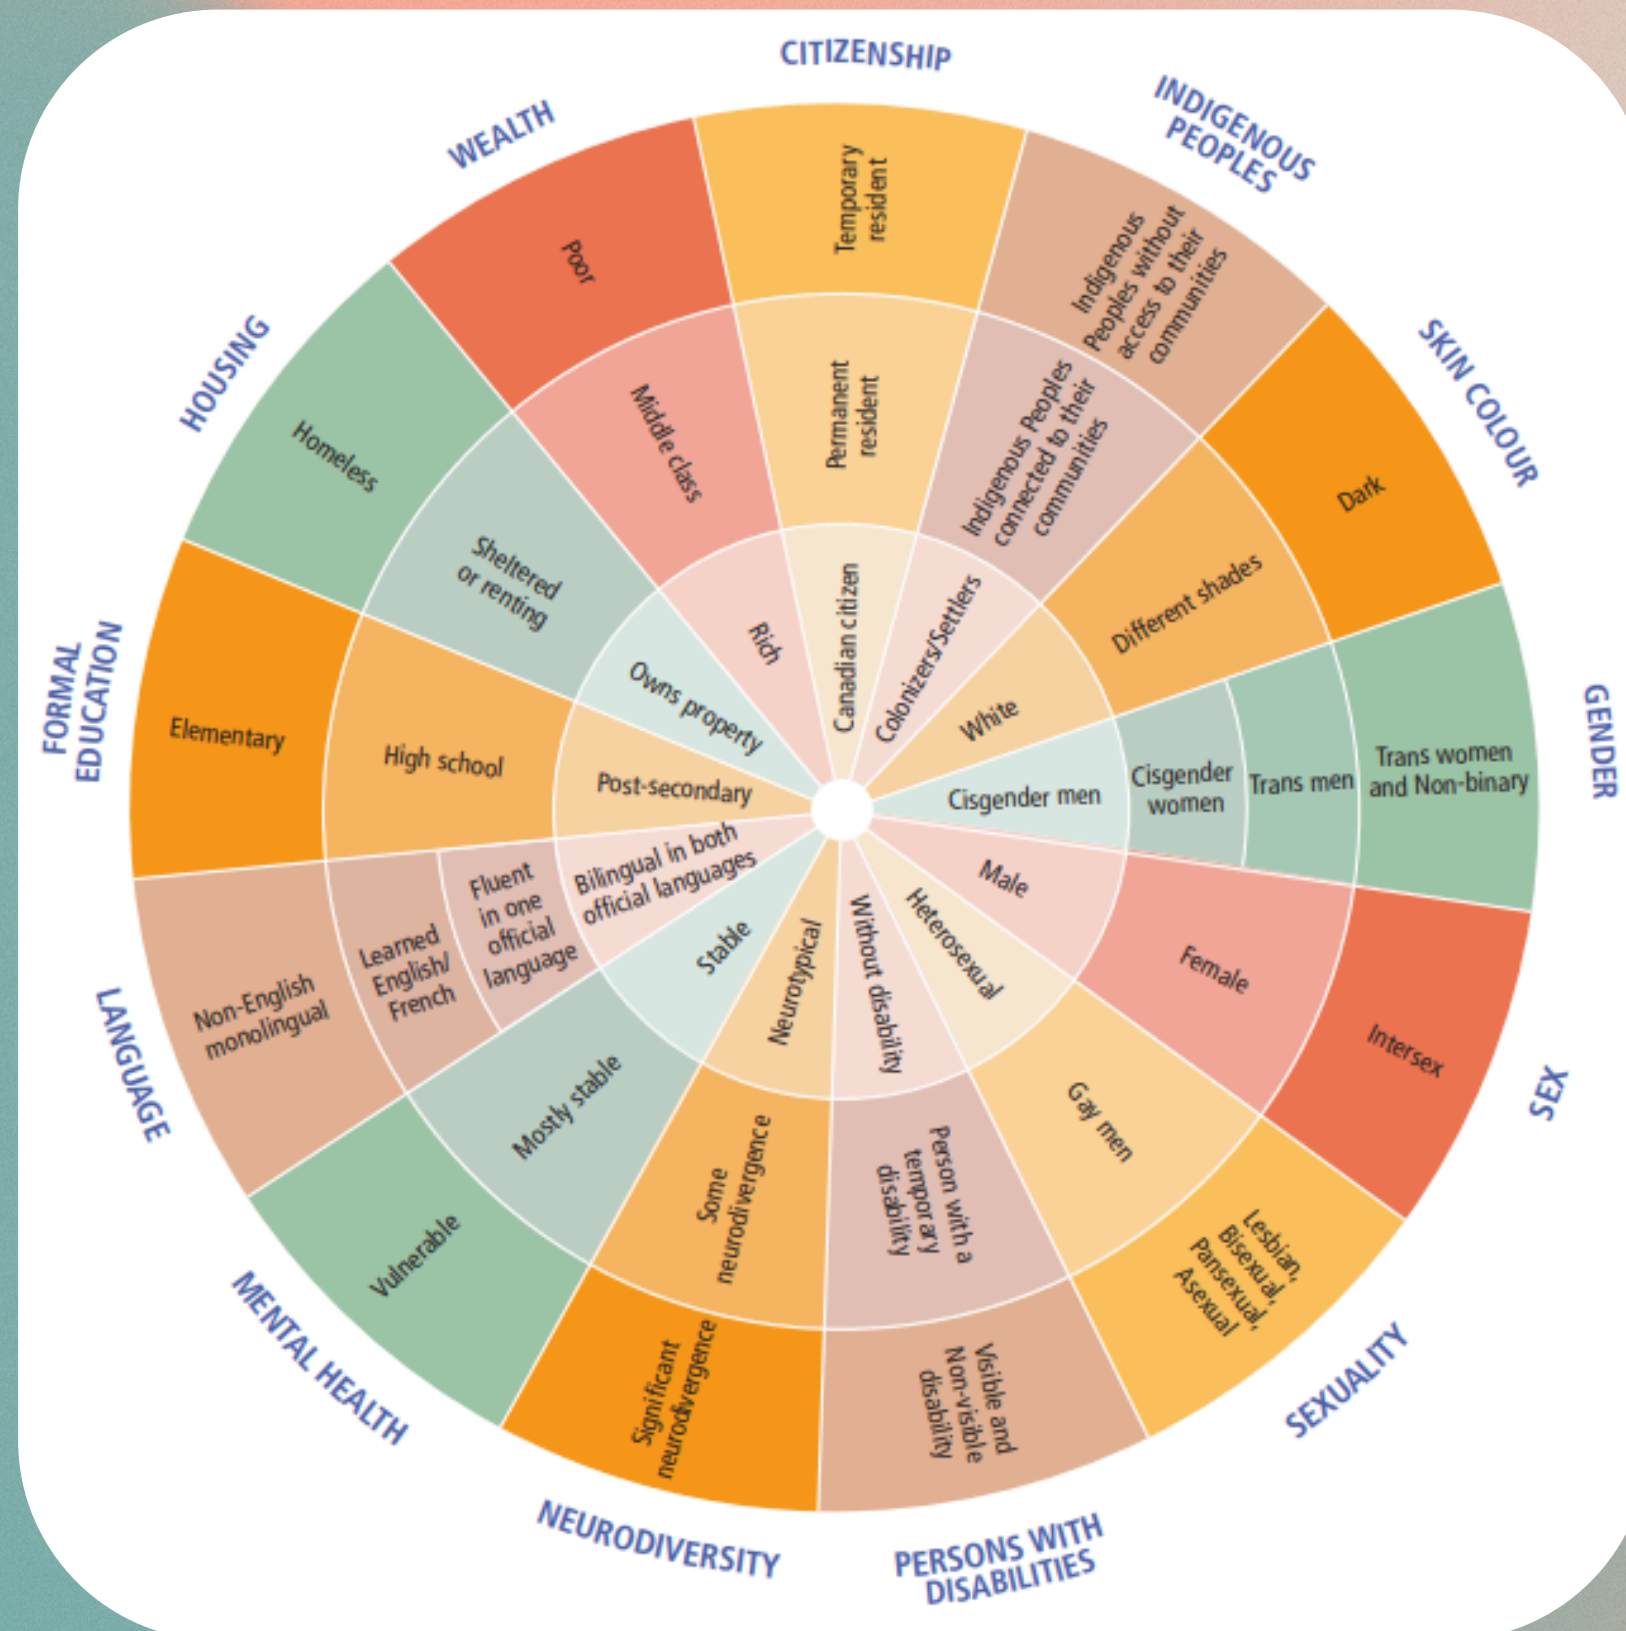 CITIZENSHIP
Temporary
resident
Permanent
resident
Canadian citizen
INDIGENOUS
PEOPLES
Indigenous
Peoples without
access to their
communities
Indigenous Peoples
connected to their
communities
Colonizers/Settlers
SKIN COLOUR
Dark
Different shades
White
GENDER
Trans women
and Non-binary
Trans men
Cisgender
women
Cisgender men
SEX
Intersex
Female
Male
SEXUALITY
Lesbian,
Bisexual,
Pansexual,
Asexual
Gay men
Heterosexual
PERSONS WITH
DISABILITIES
Visible and
Non-visible
disability
Person with a
temporary
disability
Without disability
NEURODIVERSITY
Significant
neurodivergence
Some
neurodivergence
Neurotypical
MENTAL HEALTH
Vulnerable
Mostly stable
Stable
LANGUAGE
Non-English
monolingual
Learned
English/
French
Fluent
in one
official
language
Bilingual in both
official languages
FORMAL
EDUCATION
Elementary
High school
Post-secondary
HOUSING
Homeless
Sheltered
or renting
Owns property
WEALTH
Poor
Middle class
Rich